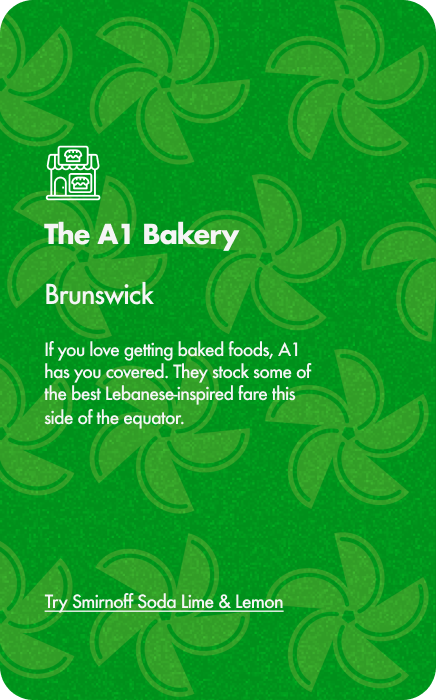 The A1 Bakery
Brunswick
If you love getting baked foods, A1
has you covered. They stock some of
the best Lebanese-inspired fare this
side of the equator.
Try Smirnoff Soda Lime & Lemon